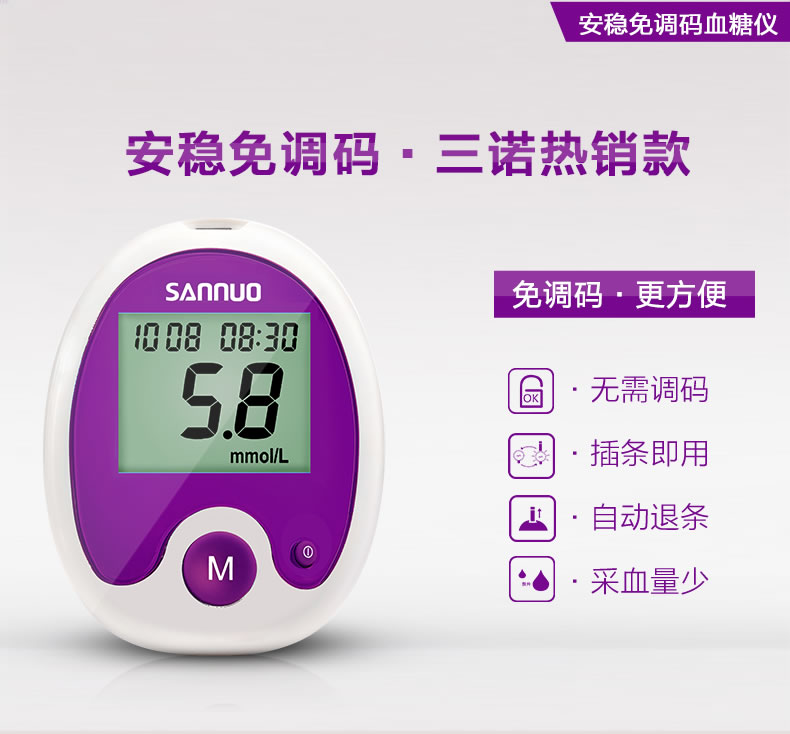 安稳免调码血糖仪
安稳免调码·三诺热销款
SANNUO
10 08 08:30
5.8
mmol/L
M
免调码·更方便
OK
·无需调码
·插条即用
·自动退条
·采血量少